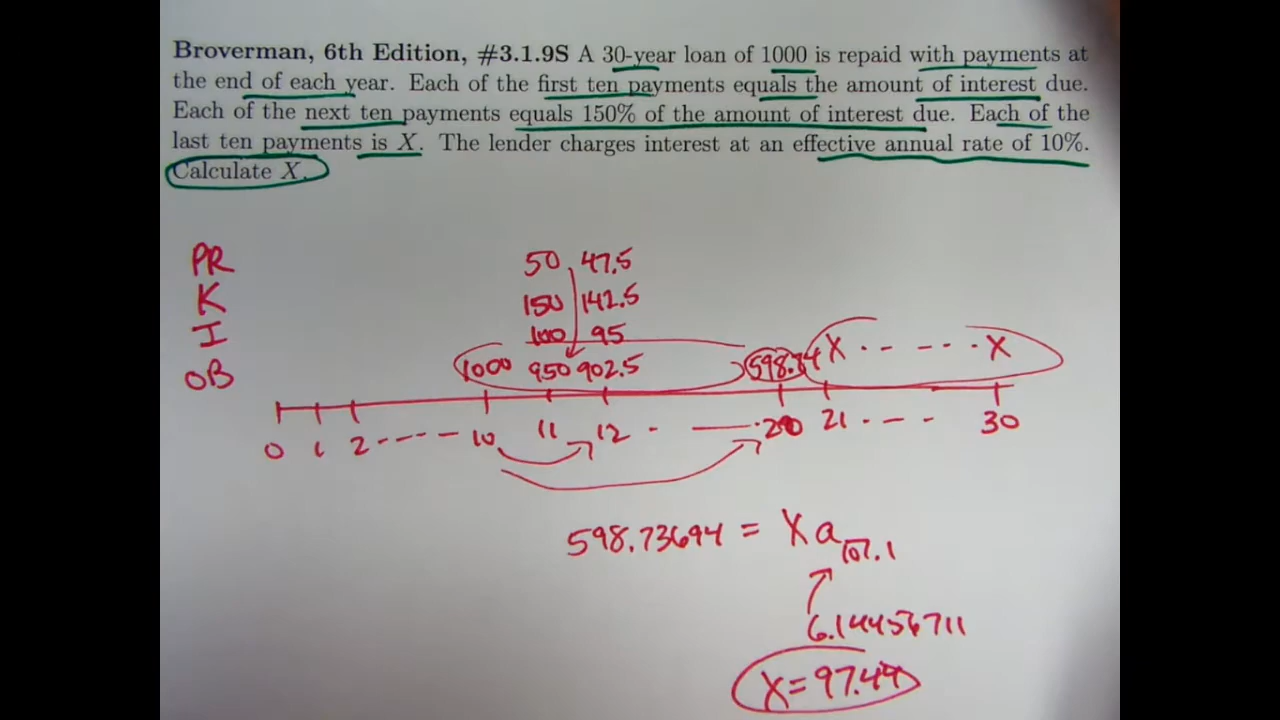 Broverman, 6th Edition, #3.1.9S A 30-year loan of 1000 is repaid with payments at
the end of each year. Each of the first ten payments equals the amount of interest due.
Each of the next ten payments equals 150% of the amount of interest due. Each of the
last ten payments is X. The lender charges interest at an effective annual rate of 10%.
Calculate X.
PR 50 47.5
K 150 142.5
I 100 95
OB 1000 950 902.5 598.74 X . - - - - . X
0 1 2 - - - - 10 11 12 . — . 20 21 . - - 30
598.73694 = X a 10 .1
6.14456711
X = 97.44